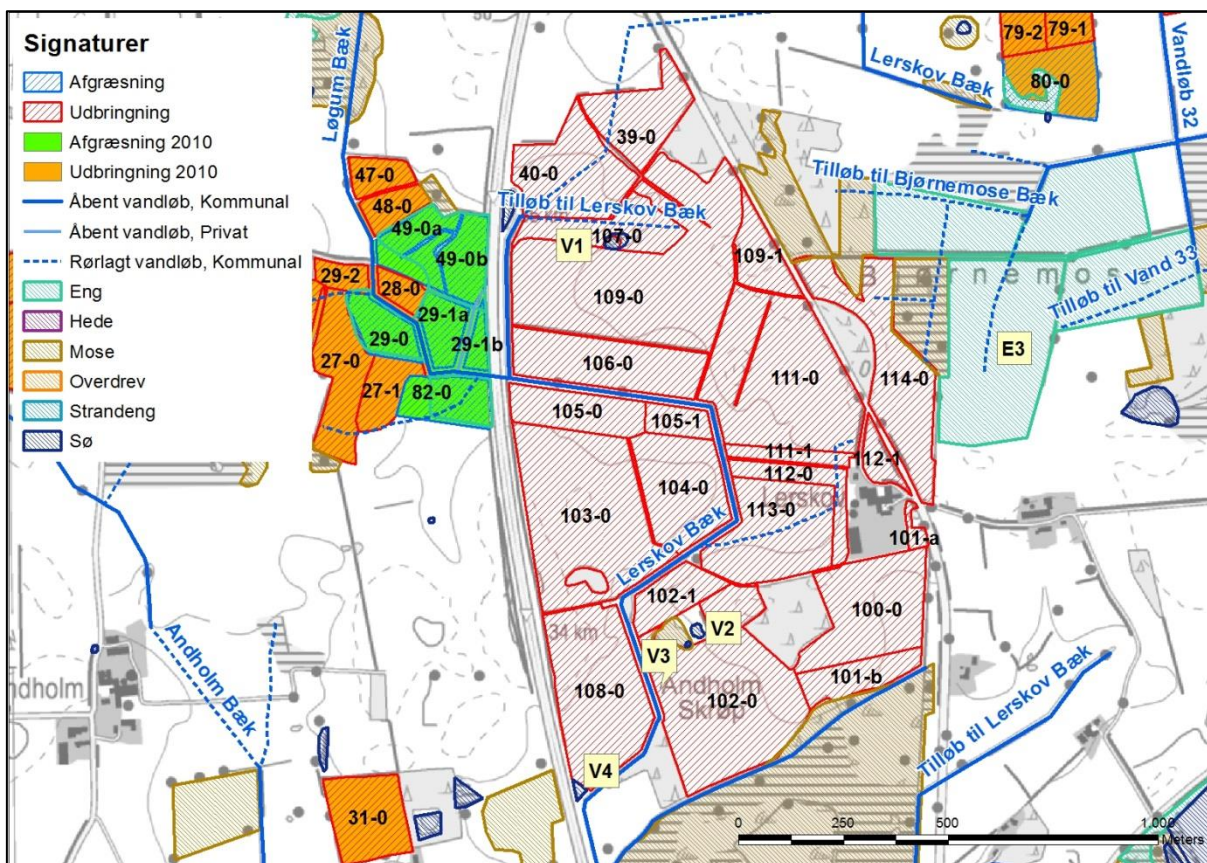 Signaturer
Afgræsning
Udbringning
Afgræsning 2010
Udbringning 2010
Åbent vandløb, Kommunal
Åbent vandløb, Privat
Rørlagt vandløb, Kommunal
Eng
Hede
Mose
Overdrev
Strandeng
Sø
Løgum Bæk
79-2
79-1
80-0
Lerskov Bæk
Vandløb 32
39-0
40-0
Tilløb til Lerskov Bæk
Tilløb til Bjørnemose Bæk
47-0
48-0
49-0a
49-0b
V1
107-0
109-1
Bjørnemos
29-2
28-0
29-1a
109-0
Tilløb til Vand 33
29-0
29-1b
27-0
106-0
E3
27-1
82-0
111-0
114-0
105-0
105-1
111-1
112-0
112-1
104-0
Lerskov
103-0
113-0
101-a
Lerskov Bæk
102-1
100-0
34 km
V2
V3
Andholm
Skrøp
101-b
108-0
102-0
Andholm Bæk
ndholm
Tilløb til Lerskov Bæk
V4
31-0
0
250
500
1.000
Meters